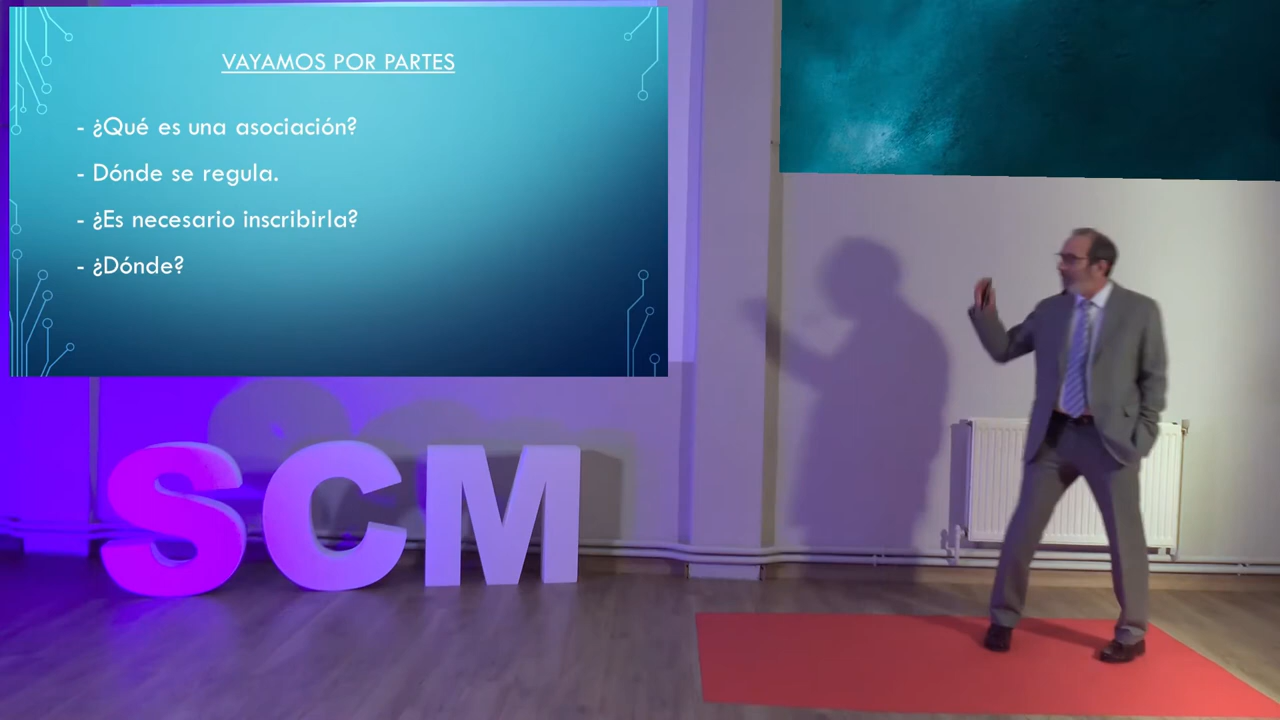 VAYAMOS POR PARTES
- ¿Qué es una asociación?
- Dónde se regula.
- ¿Es necesario inscribirla?
- ¿Dónde?
SCM